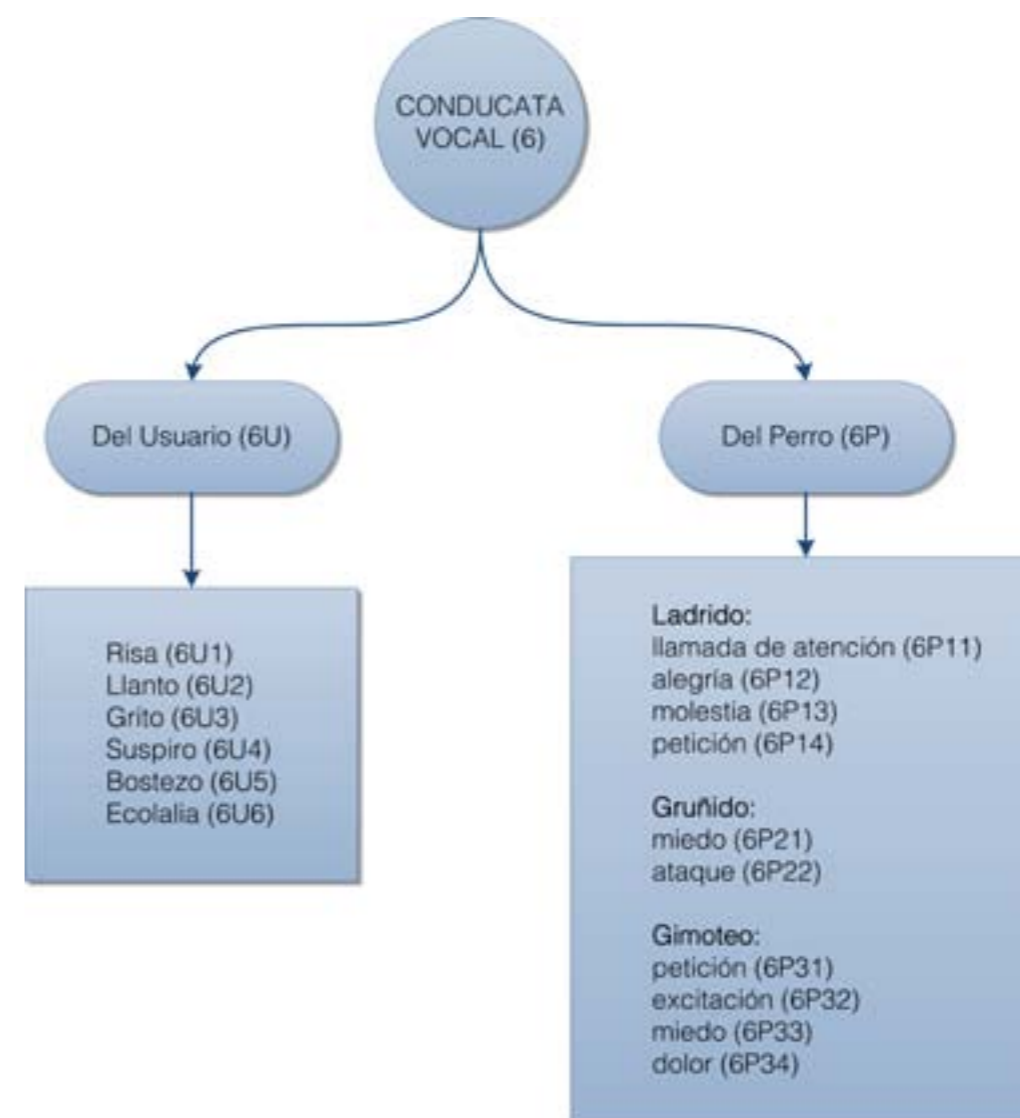 CONDUCATA
VOCAL (6)
Del Usuario (6U)
Del Perro (6P)
Risa (6U1)
Llanto (6U2)
Grito (6U3)
Suspiro (6U4)
Bostezo (6U5)
Ecolalia (6U6)
Ladrido:
llamada de atención (6P11)
alegría (6P12)
molestia (6P13)
petición (6P14)
Gruñido:
miedo (6P21)
ataque (6P22)
Gimoteo:
petición (6P31)
excitación (6P32)
miedo (6P33)
dolor (6P34)